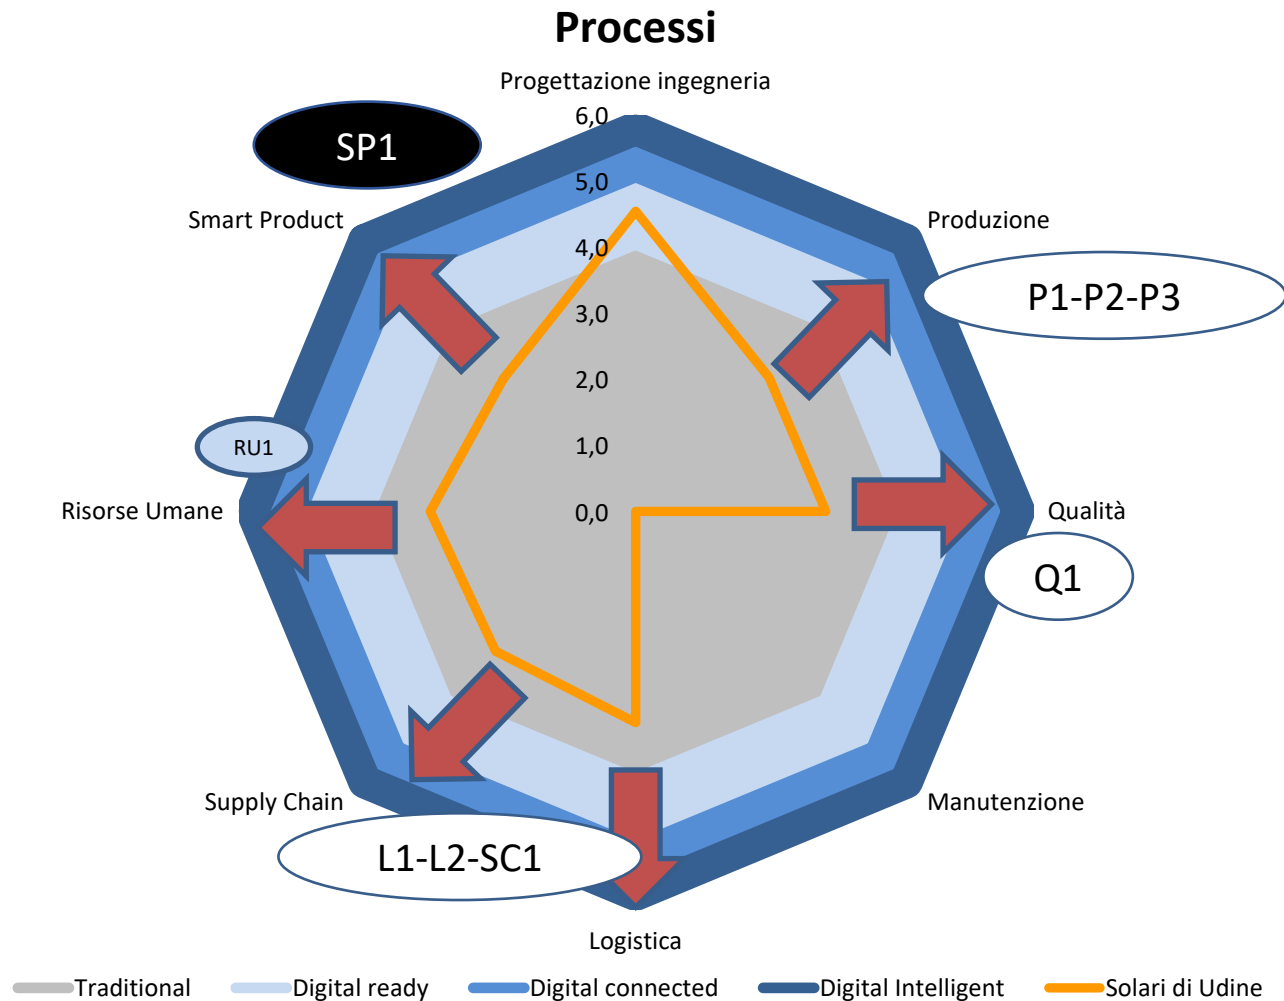 Processi
Progettazione ingegneria
6,0
SP1
5,0
Smart Product
Produzione
4,0
P1-P2-P3
3,0
2,0
1,0
RU1
Risorse Umane
0,0
Qualità
Q1
Supply Chain
Manutenzione
L1-L2-SC1
Logistica
Traditional
Digital ready
Digital connected
Digital Intelligent
Solari di Udine